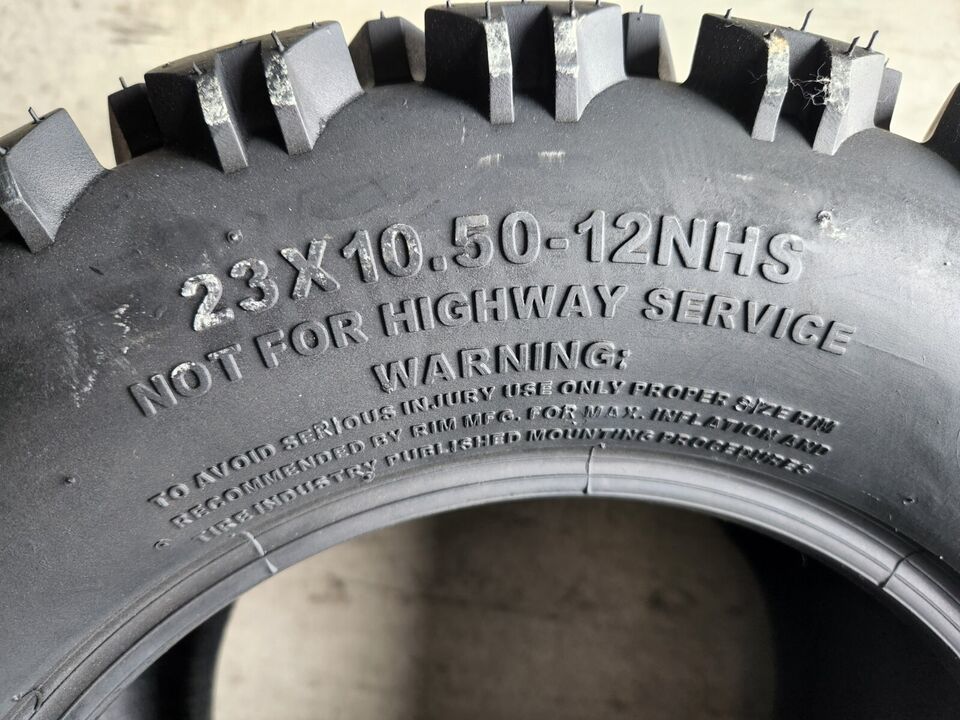 23X10.50-12NHS
NOT FOR HIGHWAY SERVICE
WARNING:
TO AVOID SERIOUS INJURY USE ONLY PROPER SIZE RIM
RECOMMENDED BY RIM MFG. FOR MAX. INFLATION AND
TIRE INDUSTRY PUBLISHED MOUNTING PROCEDURES